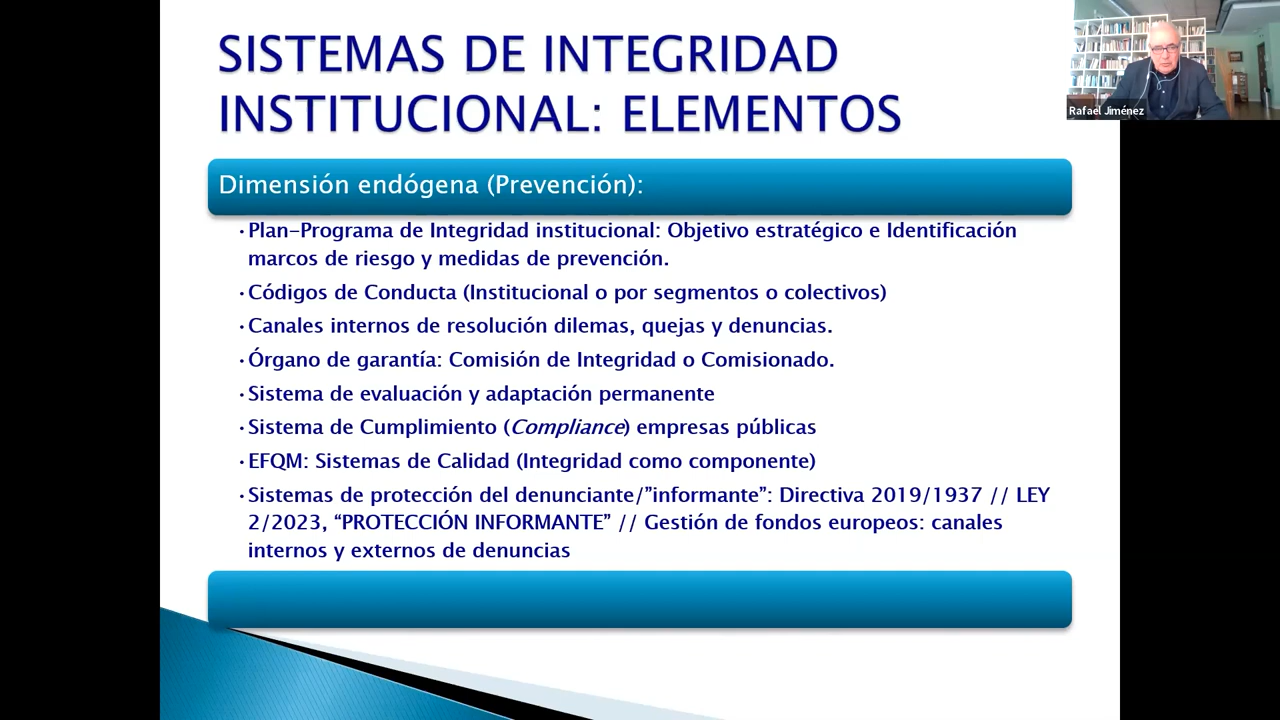 SISTEMAS DE INTEGRIDAD
INSTITUCIONAL: ELEMENTOS
Rafael Jiménez
Dimensión endógena (Prevención):
•Plan-Programa de Integridad institucional: Objetivo estratégico e Identificación
marcos de riesgo y medidas de prevención.
•Códigos de Conducta (Institucional o por segmentos o colectivos)
•Canales internos de resolución dilemas, quejas y denuncias.
•Órgano de garantía: Comisión de Integridad o Comisionado.
•Sistema de evaluación y adaptación permanente
•Sistema de Cumplimiento (Compliance) empresas públicas
•EFQM: Sistemas de Calidad (Integridad como componente)
•Sistemas de protección del denunciante/”informante”: Directiva 2019/1937 // LEY
2/2023, “PROTECCIÓN INFORMANTE” // Gestión de fondos europeos: canales
internos y externos de denuncias